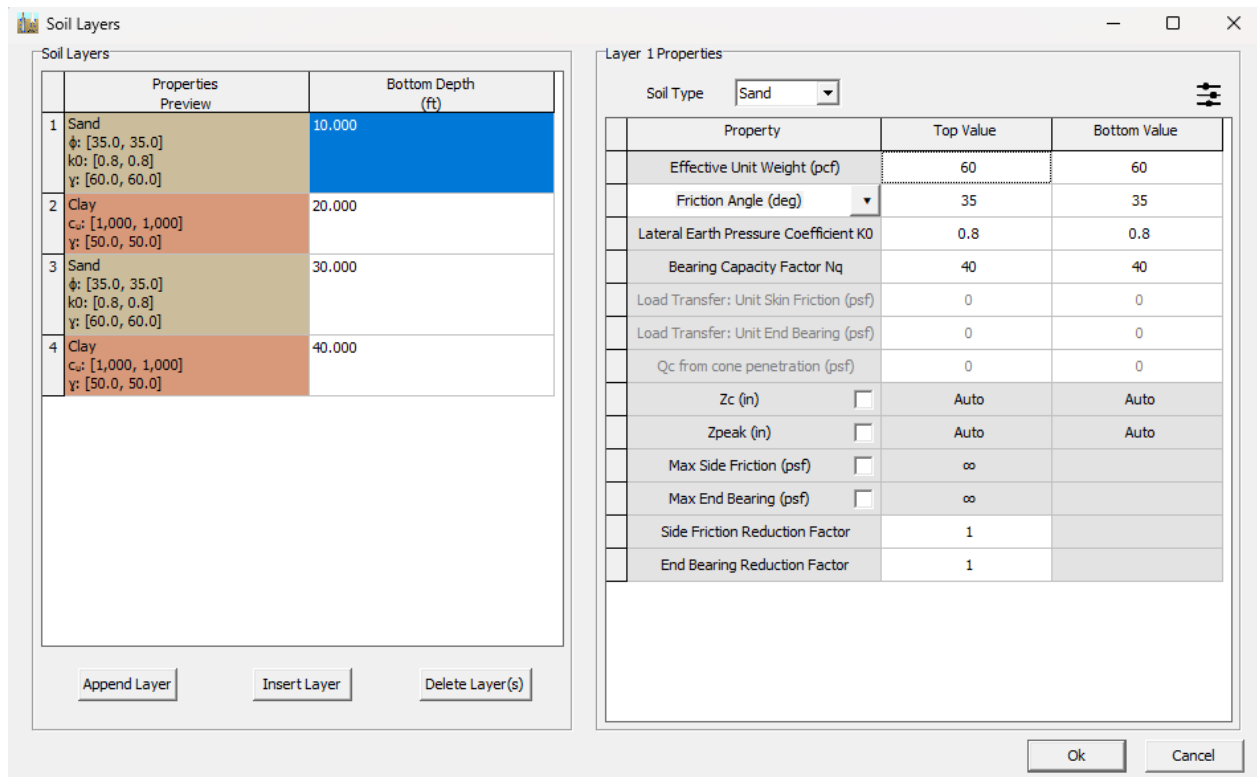 Soil Layers
Soil Layers
Properties
Preview
Bottom Depth
(ft)
1
Sand
ɸ: [35.0, 35.0]
k0: [0.8, 0.8]
ɣ: [60.0, 60.0]
10.000
2
Clay
cᵤ: [1,000, 1,000]
ɣ: [50.0, 50.0]
20.000
3
Sand
ɸ: [35.0, 35.0]
k0: [0.8, 0.8]
ɣ: [60.0, 60.0]
30.000
4
Clay
cᵤ: [1,000, 1,000]
ɣ: [50.0, 50.0]
40.000
Append Layer
Insert Layer
Delete Layer(s)
Layer 1 Properties
Soil Type Sand
Property Top Value Bottom Value
Effective Unit Weight (pcf) 60 60
Friction Angle (deg) 35 35
Lateral Earth Pressure Coefficient K0 0.8 0.8
Bearing Capacity Factor Nq 40 40
Load Transfer: Unit Skin Friction (psf) 0 0
Load Transfer: Unit End Bearing (psf) 0 0
Qc from cone penetration (psf) 0 0
Zc (in) Auto Auto
Zpeak (in) Auto Auto
Max Side Friction (psf) ∞
Max End Bearing (psf) ∞
Side Friction Reduction Factor 1
End Bearing Reduction Factor 1
Ok
Cancel